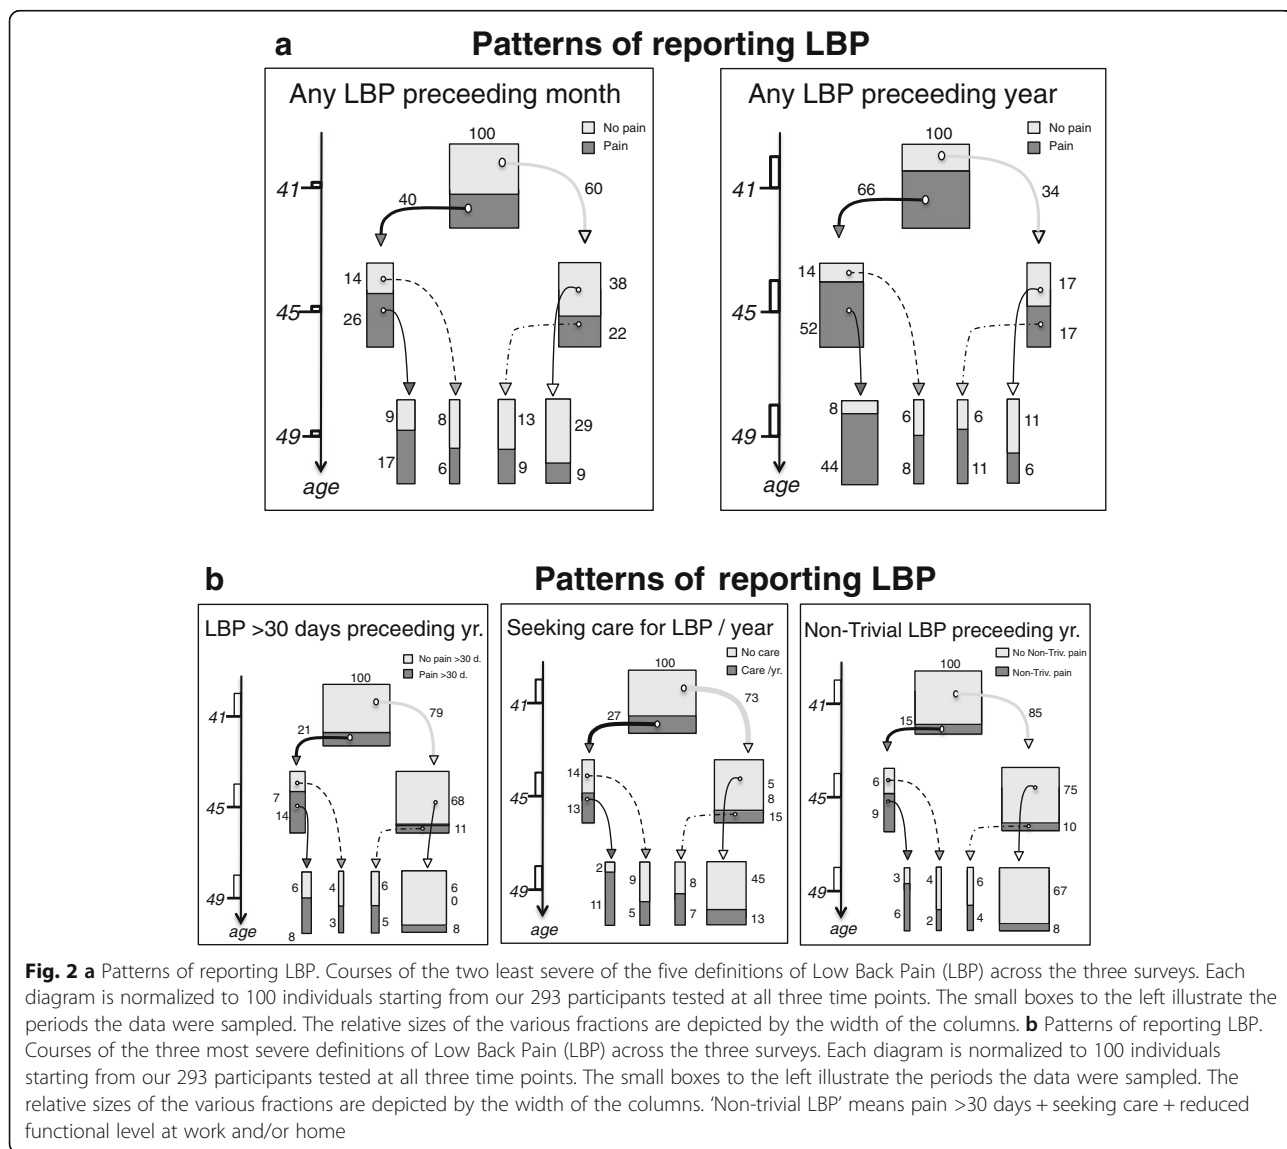 a
Patterns of reporting LBP
Any LBP preceeding month
100
No pain
Pain
41
40
60
14
38
45
26
22
9
8
13
29
49
17
6
9
9
age
Any LBP preceeding year
100
No pain
Pain
41
66
34
14
17
45
52
17
8
6
6
11
49
44
8
11
6
age
b
Patterns of reporting LBP
LBP >30 days preceeding yr.
No pain >30 d.
Pain >30 d.
100
41
21
79
7
68
45
14
11
6
4
6
6
0
49
8
3
5
8
age
Seeking care for LBP / year
No care
100
Care /yr.
41
27
73
14
5
8
45
13
15
2
9
8
45
49
11
5
7
13
age
Non-Trivial LBP preceeding yr.
No Non-Triv. pain
100
Non-Triv. pain
41
15
85
6
75
45
9
10
3
4
6
67
49
6
2
4
8
age
Fig. 2 a Patterns of reporting LBP. Courses of the two least severe of the five definitions of Low Back Pain (LBP) across the three surveys. Each
diagram is normalized to 100 individuals starting from our 293 participants tested at all three time points. The small boxes to the left illustrate the
periods the data were sampled. The relative sizes of the various fractions are depicted by the width of the columns. b Patterns of reporting LBP.
Courses of the three most severe definitions of Low Back Pain (LBP) across the three surveys. Each diagram is normalized to 100 individuals
starting from our 293 participants tested at all three time points. The small boxes to the left illustrate the periods the data were sampled. The
relative sizes of the various fractions are depicted by the width of the columns. ‘Non-trivial LBP’ means pain >30 days + seeking care + reduced
functional level at work and/or home